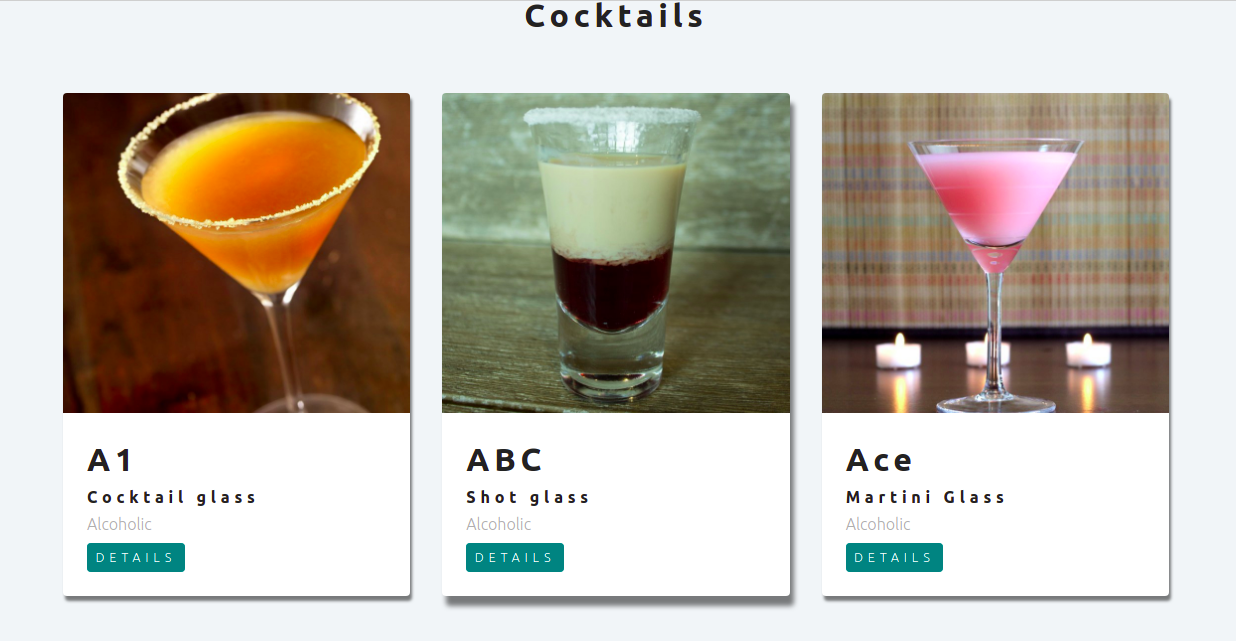 Cocktails
A1
Cocktail glass
Alcoholic
DETAILS
ABC
Shot glass
Alcoholic
DETAILS
Ace
Martini Glass
Alcoholic
DETAILS